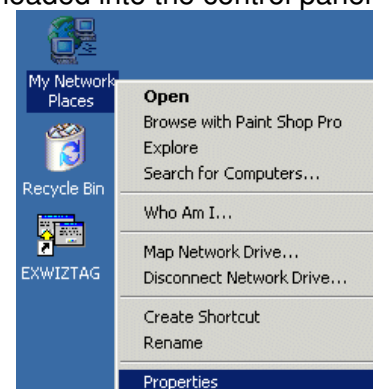 loaded into the control panel
My Network
Places
Recycle Bin
EXWIZTAG
Open
Browse with Paint Shop Pro
Explore
Search for Computers...
Who Am I...
Map Network Drive...
Disconnect Network Drive...
Create Shortcut
Rename
Properties